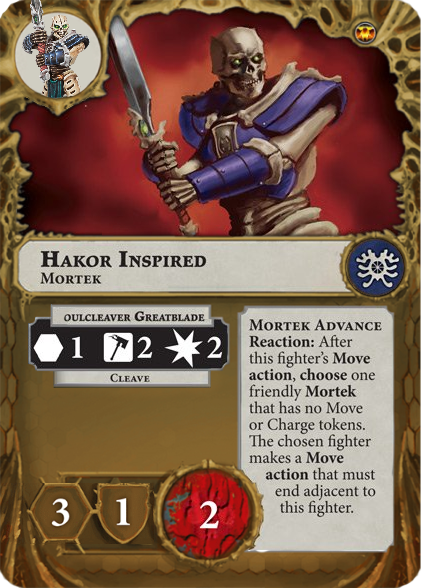 HAKOR INSPIRED
MORTEK
OULCLEAVER GREATBLADE
1 2 2
CLEAVE
MORTEK ADVANCE
Reaction: After
this fighter's Move
action, choose one
friendly Mortek
that has no Move
or Charge tokens.
The chosen fighter
makes a Move
action that must
end adjacent to
this fighter.
3 1 2